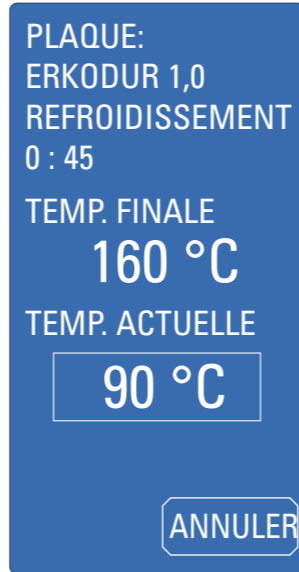 PLAQUE:
ERKODUR 1,0
REFROIDISSEMENT
0 : 45
TEMP. FINALE
160 °C
TEMP. ACTUELLE
90 °C
ANNULER